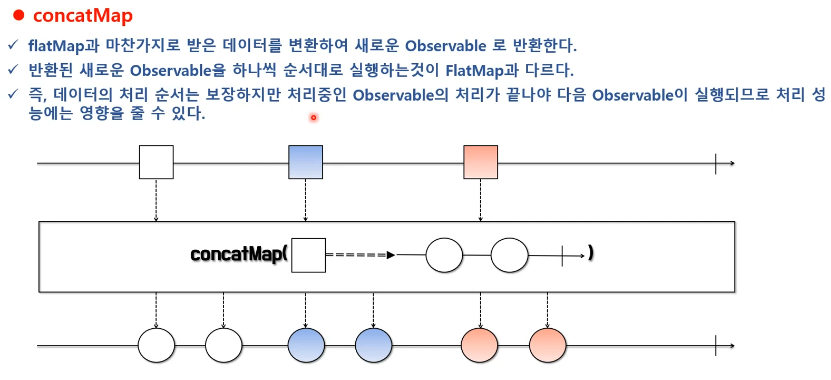 ● concatMap
✓ flatMap과 마찬가지로 받은 데이터를 변환하여 새로운 Observable 로 반환한다.
✓ 반환된 새로운 Observable을 하나씩 순서대로 실행하는것이 FlatMap과 다르다.
✓ 즉, 데이터의 처리 순서는 보장하지만 처리중인 Observable의 처리가 끝나야 다음 Observable이 실행되므로 처리 성
능에는 영향을 줄 수 있다.
concatMap( )